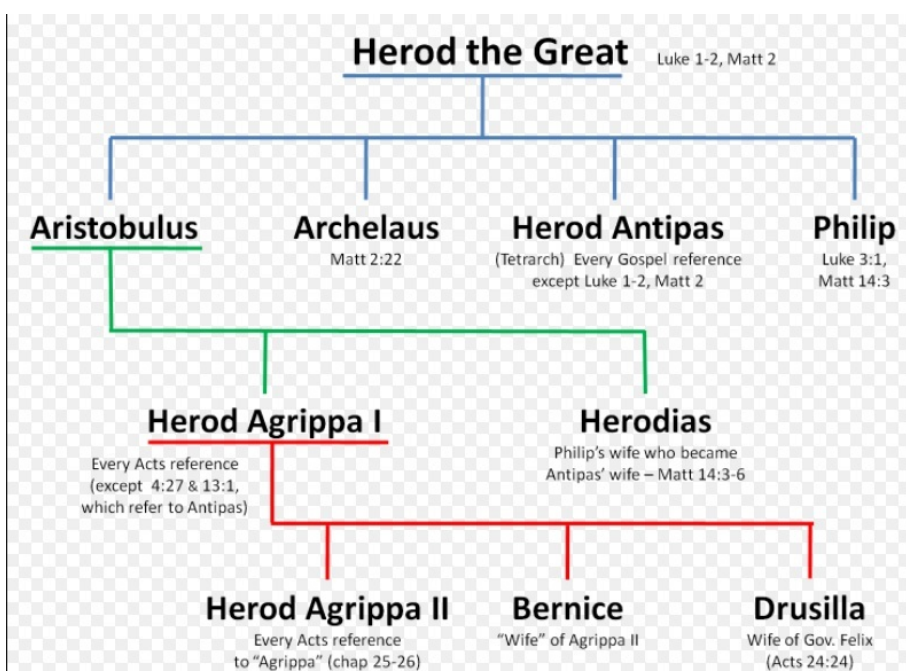 Herod the Great
Luke 1-2, Matt 2
Aristobulus
Archelaus
Matt 2:22
Herod Antipas
(Tetrarch) Every Gospel reference
except Luke 1-2, Matt 2
Philip
Luke 3:1,
Matt 14:3
Herod Agrippa I
Every Acts reference
(except 4:27 & 13:1,
which refer to Antipas)
Herodias
Philip's wife who became
Antipas' wife – Matt 14:3-6
Herod Agrippa II
Every Acts reference
to “Agrippa” (chap 25-26)
Bernice
“Wife” of Agrippa II
Drusilla
Wife of Gov. Felix
(Acts 24:24)